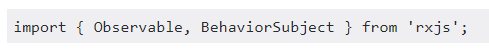 import { Observable, BehaviorSubject } from 'rxjs';